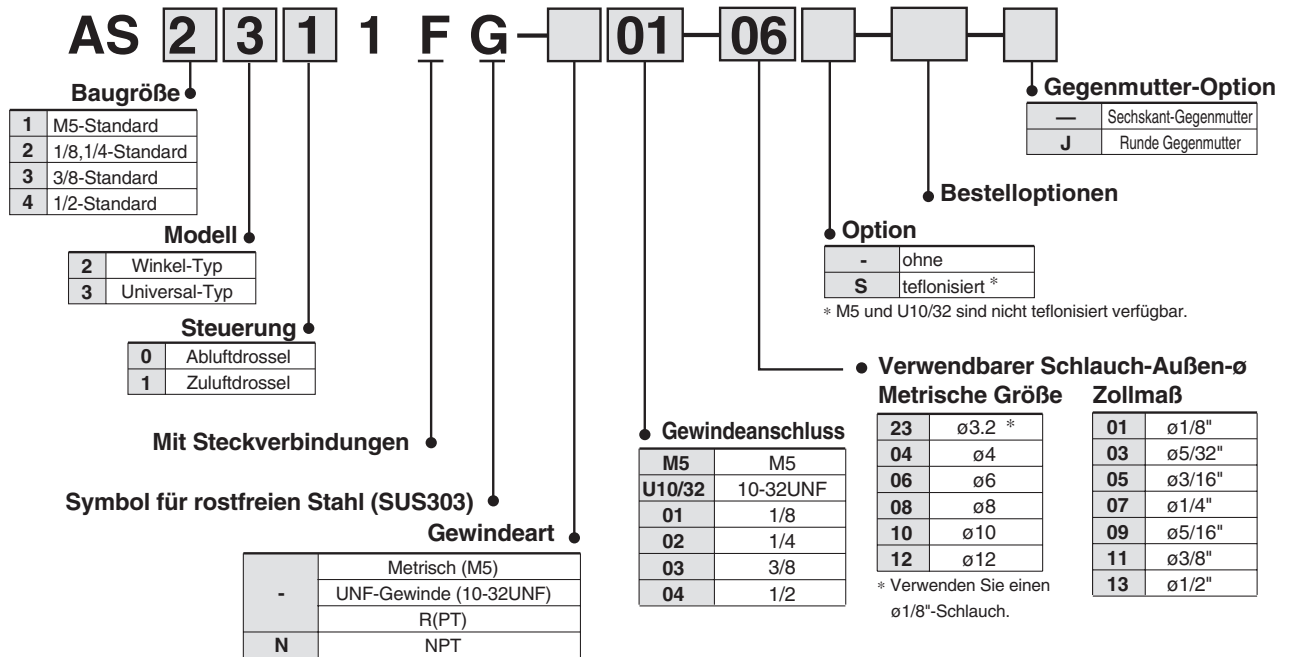 AS 2 3 1 1 F G – 01 – 06 – –
Baugröße
1 M5-Standard
2 1/8,1/4-Standard
3 3/8-Standard
4 1/2-Standard
Modell
2 Winkel-Typ
3 Universal-Typ
Steuerung
0 Abluftdrossel
1 Zuluftdrossel
Mit Steckverbindungen
Symbol für rostfreien Stahl (SUS303)
Gewindeart
- Metrisch (M5)
UNF-Gewinde (10-32UNF)
R(PT)
N NPT
Gewindeanschluss
M5 M5
U10/32 10-32UNF
01 1/8
02 1/4
03 3/8
04 1/2
Verwendbarer Schlauch-Außen-ø
Metrische Größe
23 ø3.2 *
04 ø4
06 ø6
08 ø8
10 ø10
12 ø12
* Verwenden Sie einen
ø1/8"-Schlauch.
Zollmaß
01 ø1/8"
03 ø5/32"
05 ø3/16"
07 ø1/4"
09 ø5/16"
11 ø3/8"
13 ø1/2"
Option
- ohne
S teflonisiert *
* M5 und U10/32 sind nicht teflonisiert verfügbar.
Bestelloptionen
Gegenmutter-Option
— Sechskant-Gegenmutter
J Runde Gegenmutter